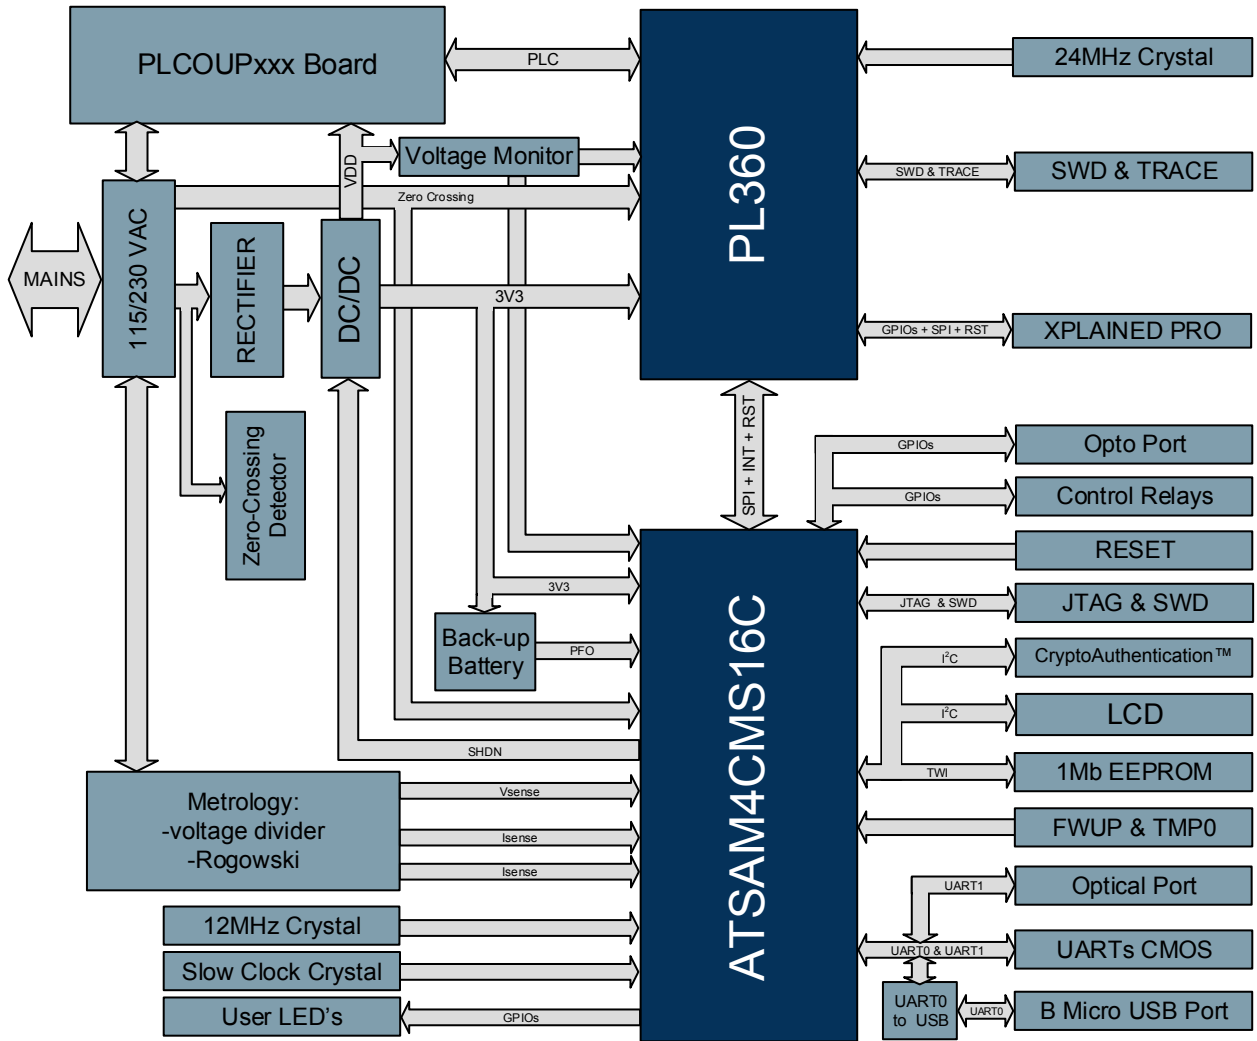 PLCOUPxxx Board
PLC
24MHz Crystal
VDD
Voltage Monitor
PL360
SWD & TRACE
SWD & TRACE
Zero Crossing
MAINS
115/230 VAC
RECTIFIER
DC/DC
3V3
GPIOs + SPI + RST
XPLAINED PRO
SPI + INT + RST
Zero-Crossing
Detector
GPIOs
Opto Port
GPIOs
Control Relays
RESET
3V3
JTAG & SWD
JTAG & SWD
Back-up
Battery
PFO
ATSAM4CMS16C
I²C
CryptoAuthentication™
I²C
LCD
SHDN
TWI
1Mb EEPROM
Metrology:
-voltage divider
-Rogowski
Vsense
Isense
Isense
FWUP & TMP0
UART1
Optical Port
12MHz Crystal
UART0 & UART1
UARTs CMOS
Slow Clock Crystal
User LED's
GPIOs
UART0
to USB
UART0
B Micro USB Port